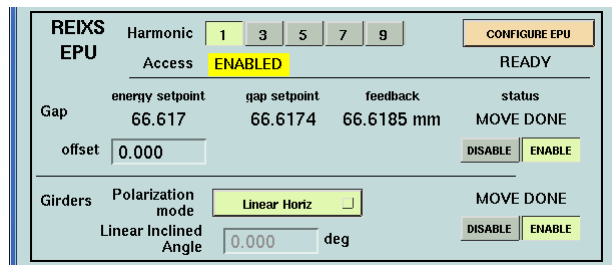 REIXS EPU Harmonic 1 3 5 7 9 CONFIGURE EPU
Access ENABLED READY
energy setpoint gap setpoint feedback status
Gap 66.617 66.6174 66.6185 mm MOVE DONE
offset 0.000 DISABLE ENABLE
Girders Polarization mode Linear Horiz MOVE DONE
Linear Inclined Angle 0.000 deg DISABLE ENABLE